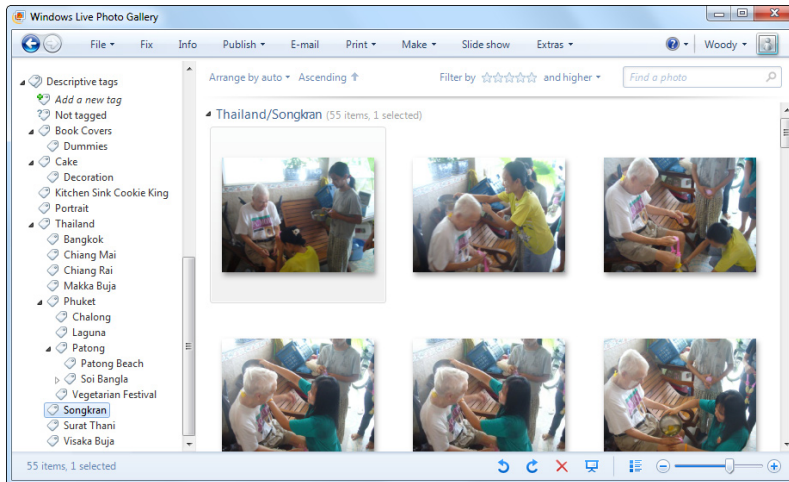 Windows Live Photo Gallery
File Fix Info Publish E-mail Print Make Slide show Extras Woody
Arrange by auto Ascending Filter by and higher Find a photo
Descriptive tags
Add a new tag
Not tagged
Book Covers
Dummies
Cake
Decoration
Kitchen Sink Cookie King
Portrait
Thailand
Bangkok
Chiang Mai
Chiang Rai
Makka Buja
Phuket
Chalong
Laguna
Patong
Patong Beach
Soi Bangla
Vegetarian Festival
Songkran
Surat Thani
Visaka Buja
Thailand/Songkran (55 items, 1 selected)
55 items, 1 selected